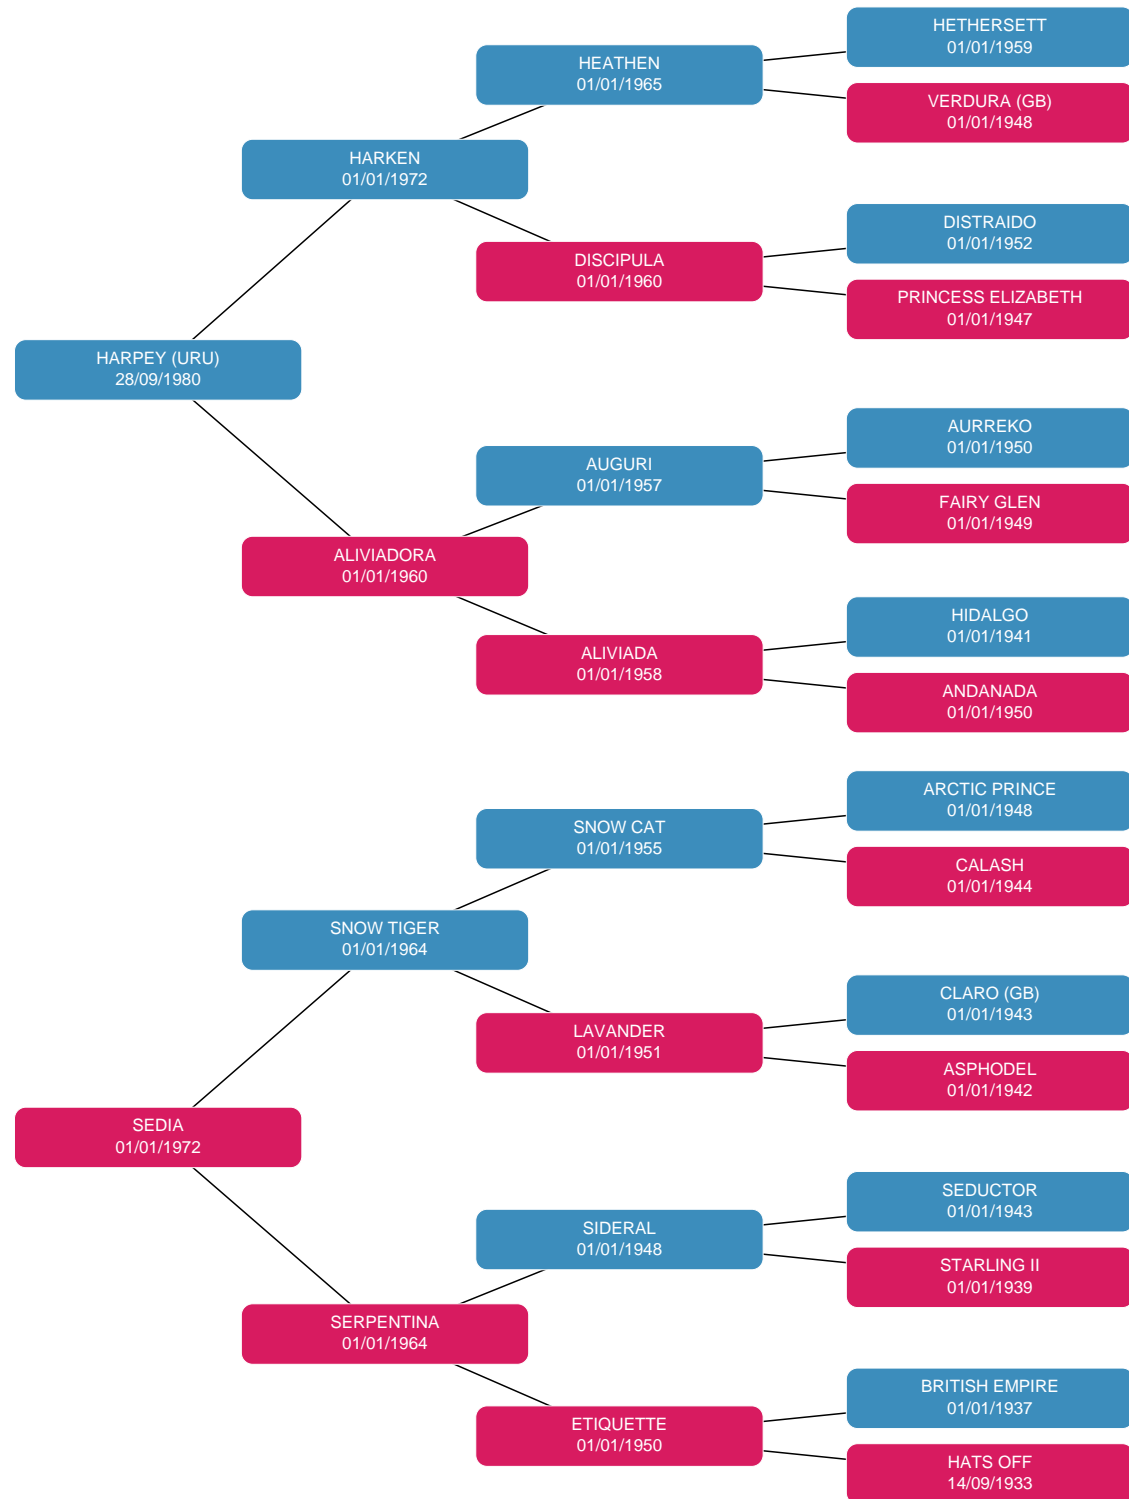 HETHERSETT
01/01/1959
HEATHEN
01/01/1965
VERDURA (GB)
01/01/1948
HARKEN
01/01/1972
DISTRAIDO
01/01/1952
DISCIPULA
01/01/1960
PRINCESS ELIZABETH
01/01/1947
HARPEY (URU)
28/09/1980
AURREKO
01/01/1950
AUGURI
01/01/1957
FAIRY GLEN
01/01/1949
ALIVIADORA
01/01/1960
HIDALGO
01/01/1941
ALIVIADA
01/01/1958
ANDANADA
01/01/1950
ARCTIC PRINCE
01/01/1948
SNOW CAT
01/01/1955
CALASH
01/01/1944
SNOW TIGER
01/01/1964
CLARO (GB)
01/01/1943
LAVANDER
01/01/1951
ASPHODEL
01/01/1942
SEDIA
01/01/1972
SEDUCTOR
01/01/1943
SIDERAL
01/01/1948
STARLING II
01/01/1939
SERPENTINA
01/01/1964
BRITISH EMPIRE
01/01/1937
ETIQUETTE
01/01/1950
HATS OFF
14/09/1933